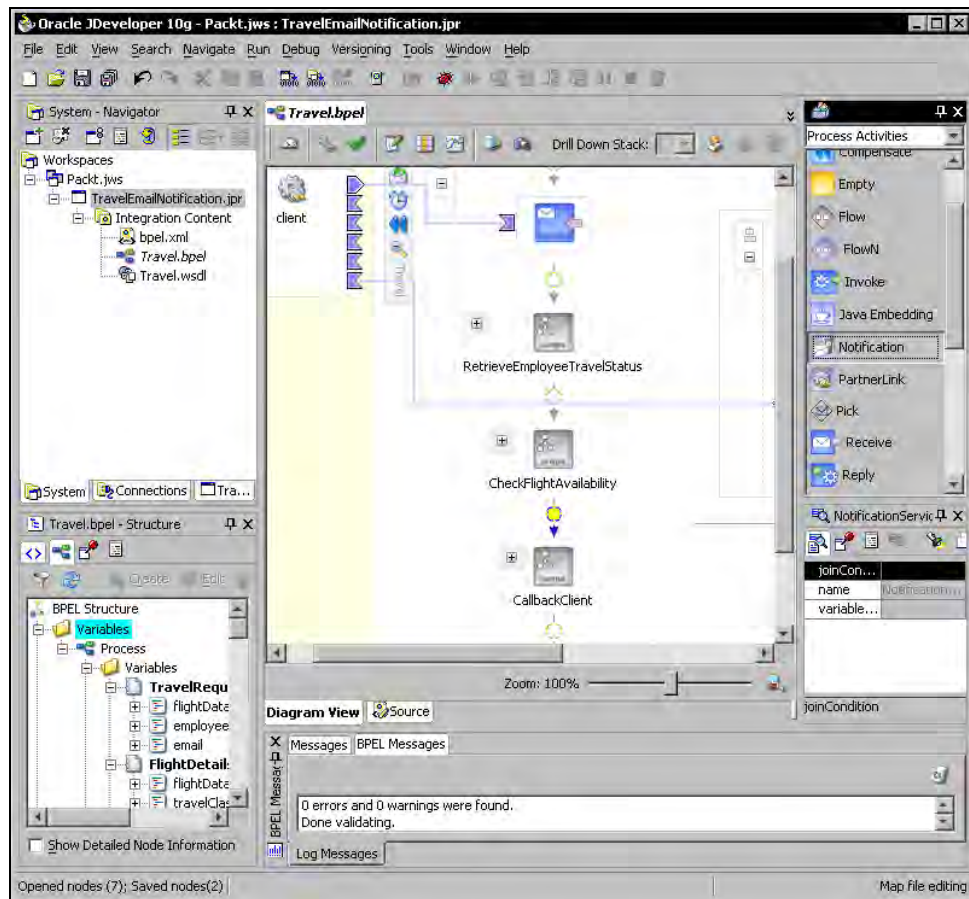 Oracle JDeveloper 10g - Packt.jws : TravelEmailNotification.jpr
File Edit View Search Navigate Run Debug Versioning Tools Window Help
System - Navigator
Workspaces
Packt.jws
TravelEmailNotification.jpr
Integration Content
bpel.xml
Travel.bpel
Travel.wsdl
System Connections Tra...
Travel.bpel - Structure
Create Edit
BPEL Structure
Variables
Process
Variables
TravelRequ
flightData
employee
email
FlightDetail:
flightData
travelClas
Show Detailed Node Information
Travel.bpel
Drill Down Stack:
client
Travel
RetrieveEmployeeTravelStatus
CheckFlightAvailability
CallbackClient
Zoom: 100%
Diagram View Source
Messages BPEL Messages
BPEL Messa
0 errors and 0 warnings were found.
Done validating.
Log Messages
Process Activities
Compensate
Empty
Flow
FlowN
Invoke
Java Embedding
Notification
PartnerLink
Pick
Receive
Reply
NotificationServic
joinCon...
name Notification...
variable...
joinCondition
Opened nodes (7); Saved nodes(2) Map file editing